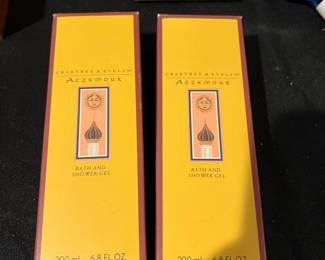 CRABTREE & EVELYN
AZZEMOUR
BATH AND
SHOWER GEL
200 ml 6.8 FL OZ
CRABTREE & EVELYN
AZZEMOUR
BATH AND
SHOWER GEL
200 ml 6.8 FL OZ